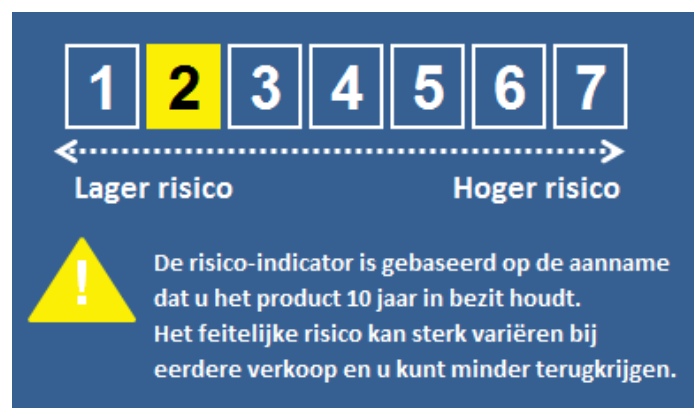 1 2 3 4 5 6 7
Lager risico Hoger risico
!
De risico-indicator is gebaseerd op de aanname
dat u het product 10 jaar in bezit houdt.
Het feitelijke risico kan sterk variëren bij
eerdere verkoop en u kunt minder terugkrijgen.